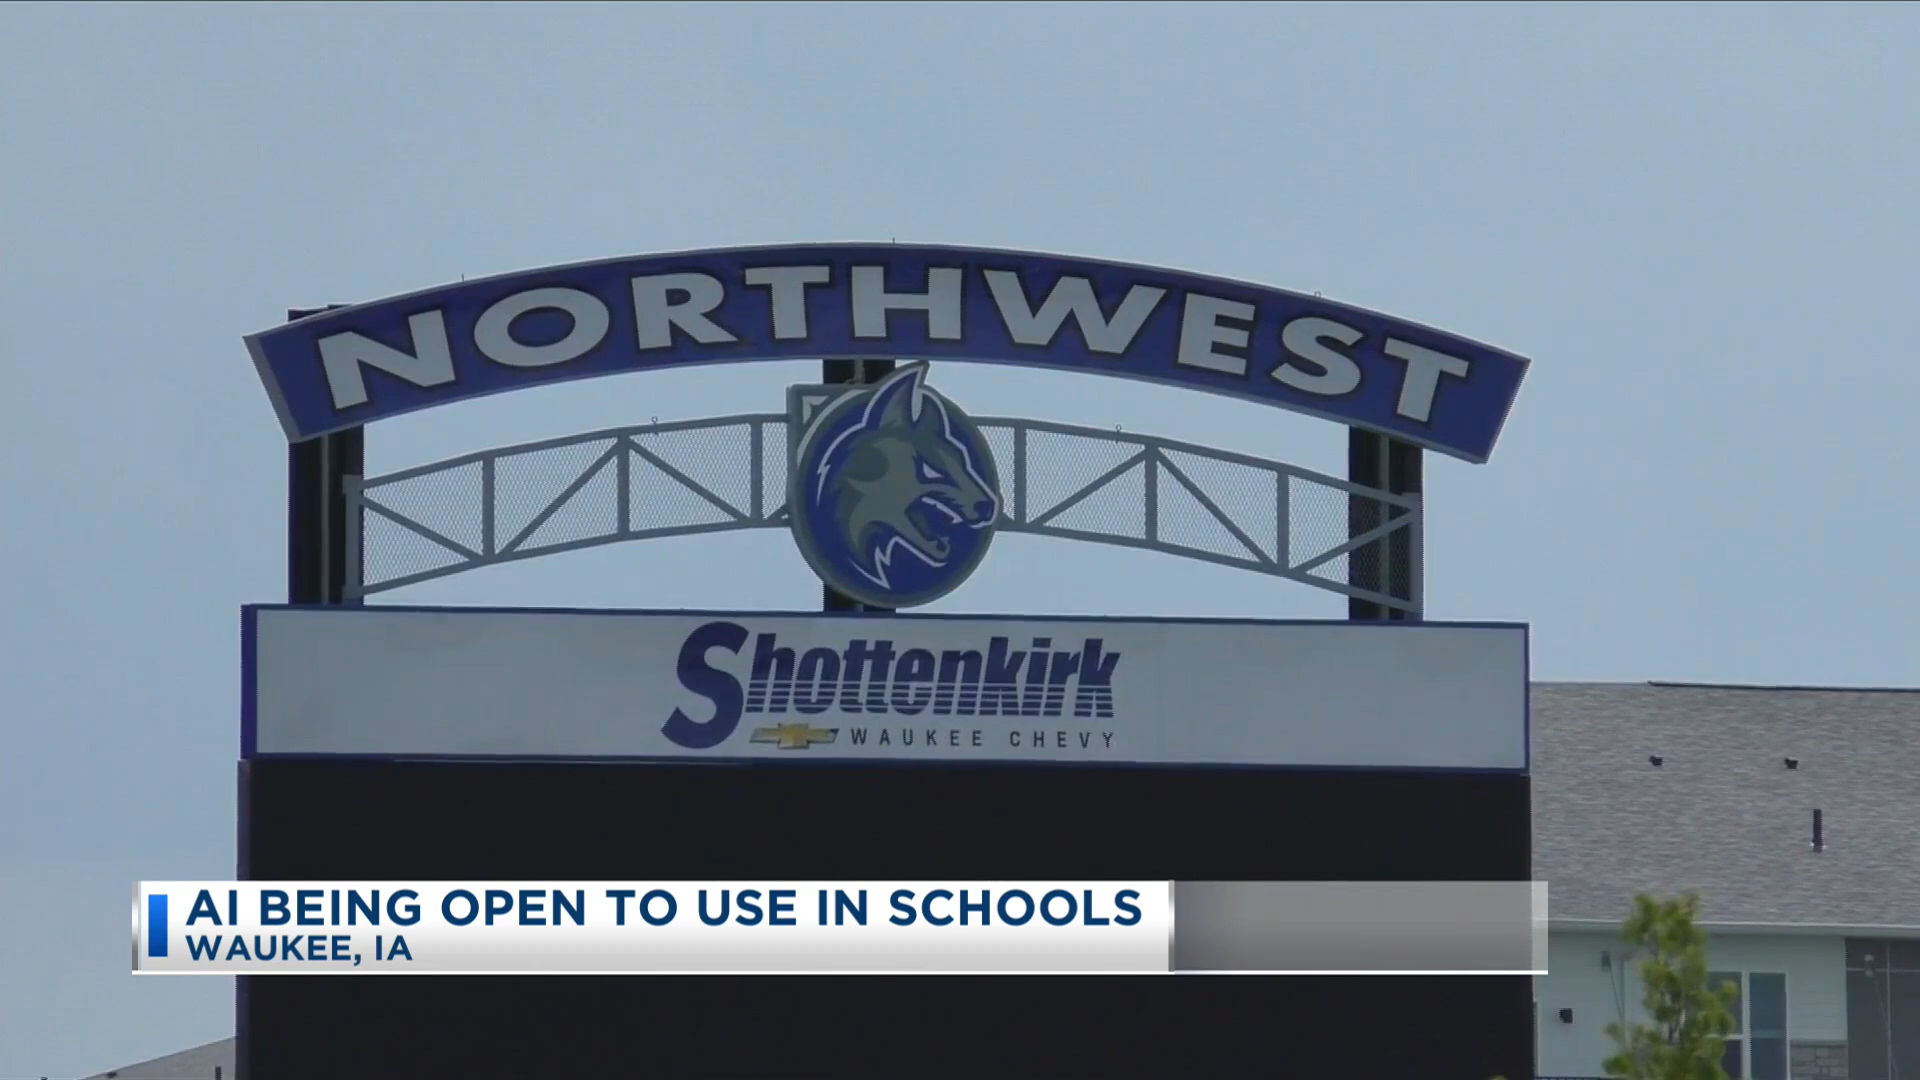 NORTHWEST
Shottenkirk
WAUKEE CHEVY
AI BEING OPEN TO USE IN SCHOOLS
WAUKEE, IA